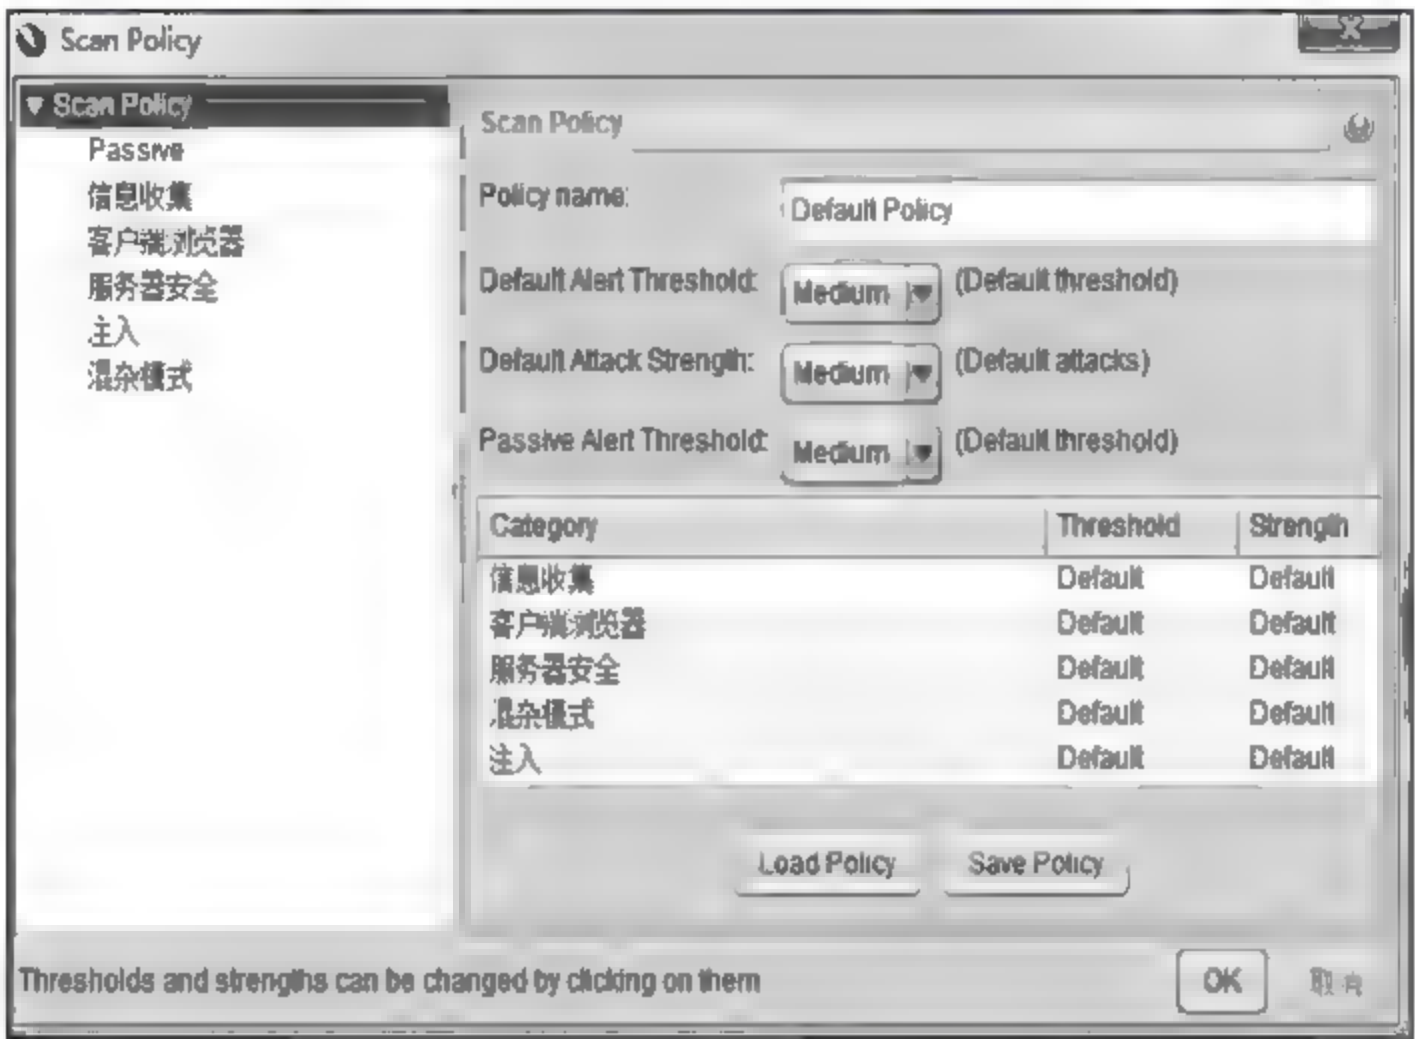 Scan Policy
Scan Policy
Passive
信息收集
客户端浏览器
服务器安全
注入
混杂模式
Scan Policy
Policy name:
Default Policy
Default Alert Threshold: Medium (Default threshold)
Default Attack Strength: Medium (Default attacks)
Passive Alert Threshold: Medium (Default threshold)
Category Threshold Strength
信息收集 Default Default
客户端浏览器 Default Default
服务器安全 Default Default
混杂模式 Default Default
注入 Default Default
Load Policy Save Policy
Thresholds and strengths can be changed by clicking on them
OK